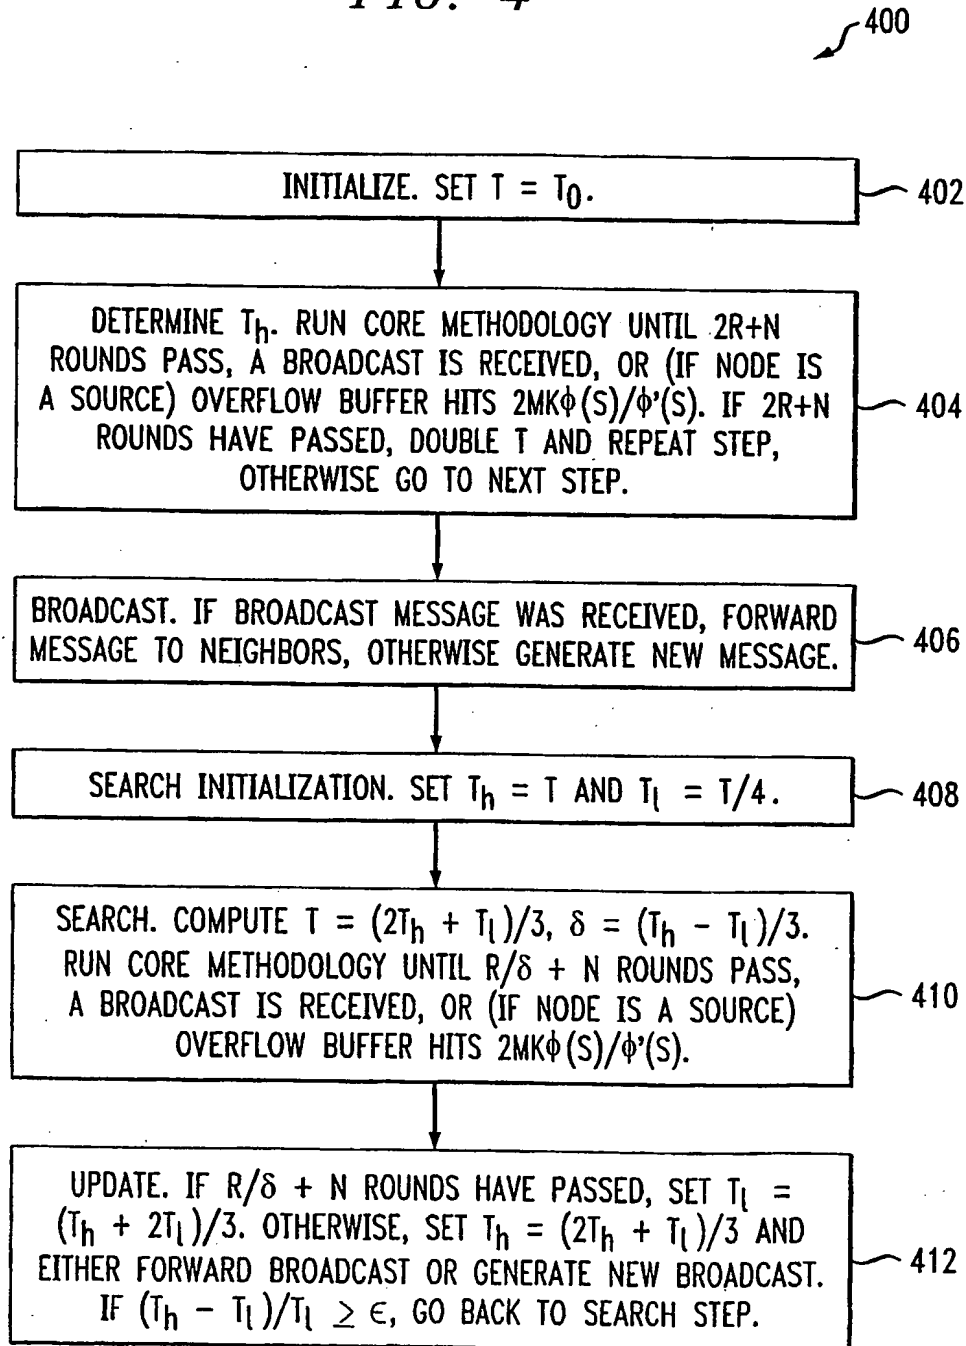 FIG. 4
400
INITIALIZE. SET T = T₀.
402
DETERMINE Tₕ. RUN CORE METHODOLOGY UNTIL 2R+N
ROUNDS PASS, A BROADCAST IS RECEIVED, OR (IF NODE IS
A SOURCE) OVERFLOW BUFFER HITS 2MKϕ(S)/ϕ'(S). IF 2R+N
ROUNDS HAVE PASSED, DOUBLE T AND REPEAT STEP,
OTHERWISE GO TO NEXT STEP.
404
BROADCAST. IF BROADCAST MESSAGE WAS RECEIVED, FORWARD
MESSAGE TO NEIGHBORS, OTHERWISE GENERATE NEW MESSAGE.
406
SEARCH INITIALIZATION. SET Tₕ = T AND Tₗ = T/4.
408
SEARCH. COMPUTE T = (2Tₕ + Tₗ)/3, δ = (Tₕ - Tₗ)/3.
RUN CORE METHODOLOGY UNTIL R/δ + N ROUNDS PASS,
A BROADCAST IS RECEIVED, OR (IF NODE IS A SOURCE)
OVERFLOW BUFFER HITS 2MKϕ(S)/ϕ'(S).
410
UPDATE. IF R/δ + N ROUNDS HAVE PASSED, SET Tₗ =
(Tₕ + 2Tₗ)/3. OTHERWISE, SET Tₕ = (2Tₕ + Tₗ)/3 AND
EITHER FORWARD BROADCAST OR GENERATE NEW BROADCAST.
IF (Tₕ - Tₗ)/Tₗ ≥ ϵ, GO BACK TO SEARCH STEP.
412